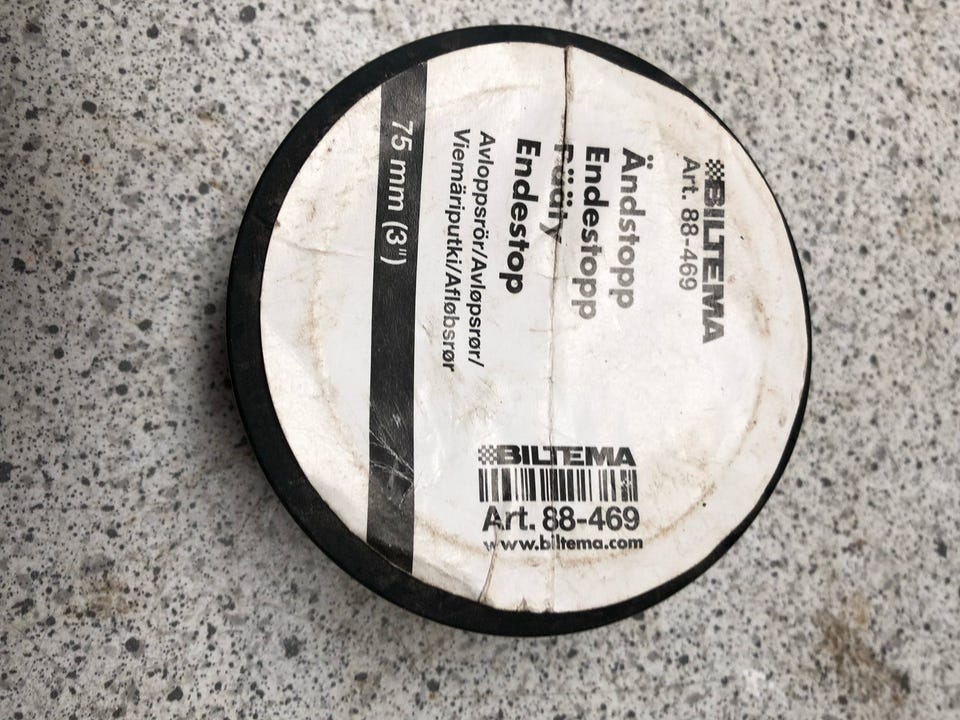 BILTEMA
Art. 88-469
Ändstopp
Endestopp
Pääty
Endestop
Avloppsrör/Avløpsrør/
Viemäriputki/Afløbsrør
75 mm (3")
BILTEMA
Art. 88-469
www.biltema.com